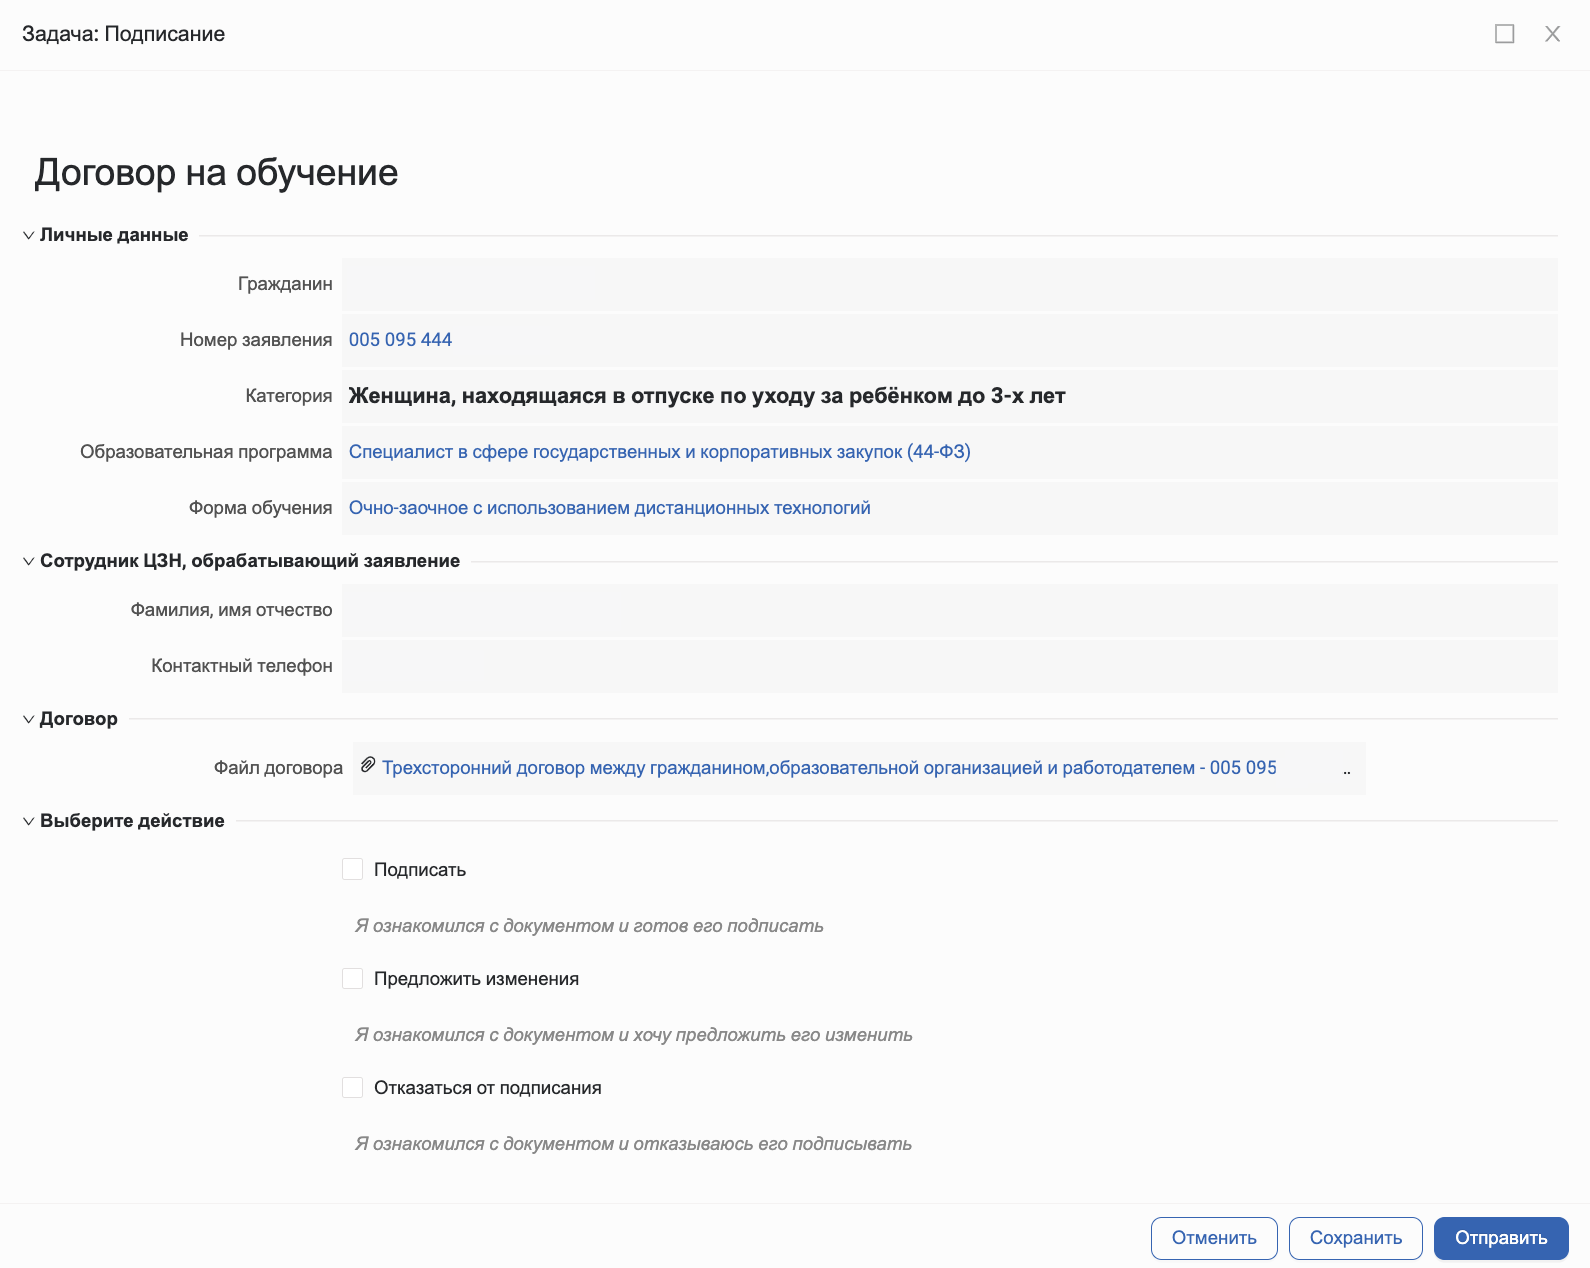 Задача: Подписание
Договор на обучение
Личные данные
Гражданин
Номер заявления 005 095 444
Категория Женщина, находящаяся в отпуске по уходу за ребёнком до 3-х лет
Образовательная программа Специалист в сфере государственных и корпоративных закупок (44-ФЗ)
Форма обучения Очно-заочное с использованием дистанционных технологий
Сотрудник ЦЗН, обрабатывающий заявление
Фамилия, имя отчество
Контактный телефон
Договор
Файл договора Трехсторонний договор между гражданином,образовательной организацией и работодателем - 005 095 ..
Выберите действие
Подписать
Я ознакомился с документом и готов его подписать
Предложить изменения
Я ознакомился с документом и хочу предложить его изменить
Отказаться от подписания
Я ознакомился с документом и отказываюсь его подписывать
Отменить Сохранить Отправить